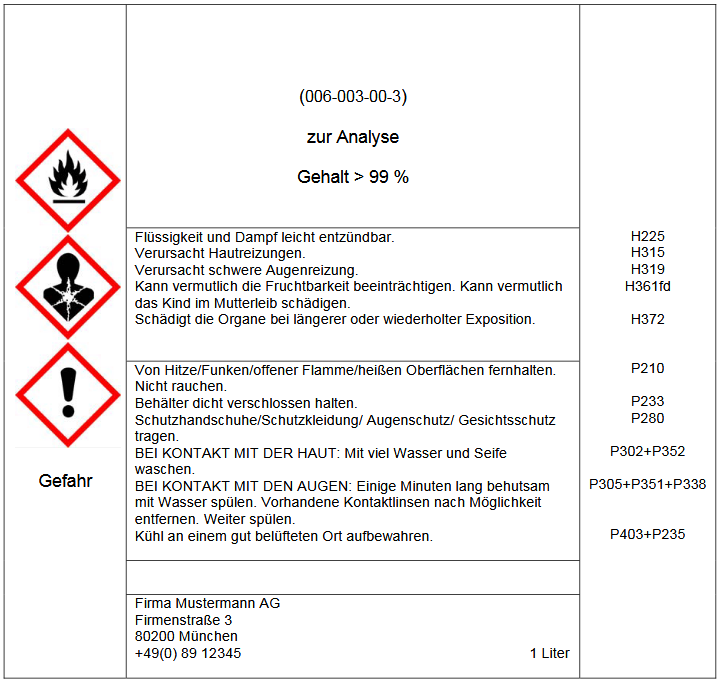 (006-003-00-3)
zur Analyse
Gehalt > 99 %
Flüssigkeit und Dampf leicht entzündbar. H225
Verursacht Hautreizungen. H315
Verursacht schwere Augenreizung. H319
Kann vermutlich die Fruchtbarkeit beeinträchtigen. Kann vermutlich H361fd
das Kind im Mutterleib schädigen.
Schädigt die Organe bei längerer oder wiederholter Exposition. H372
Von Hitze/Funken/offener Flamme/heißen Oberflächen fernhalten. P210
Nicht rauchen.
Behälter dicht verschlossen halten. P233
Schutzhandschuhe/Schutzkleidung/ Augenschutz/ Gesichtsschutz P280
tragen.
BEI KONTAKT MIT DER HAUT: Mit viel Wasser und Seife P302+P352
waschen.
BEI KONTAKT MIT DEN AUGEN: Einige Minuten lang behutsam P305+P351+P338
mit Wasser spülen. Vorhandene Kontaktlinsen nach Möglichkeit
entfernen. Weiter spülen.
Kühl an einem gut belüfteten Ort aufbewahren. P403+P235
Gefahr
Firma Mustermann AG
Firmenstraße 3
80200 München
+49(0) 89 12345 1 Liter